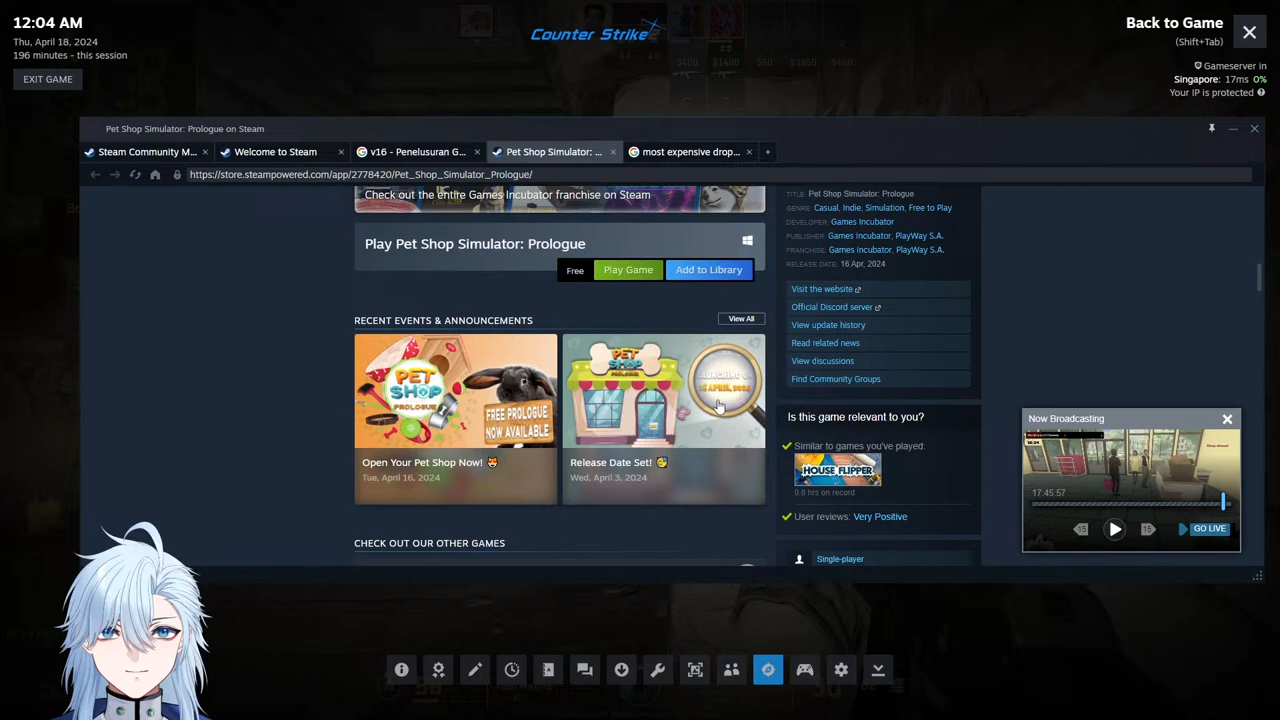 12:04 AM
Thu, April 18, 2024
196 minutes - this session
EXIT GAME
Counter Strike
Back to Game
(Shift+Tab)
Gameserver in
Singapore: 17ms 0%
Your IP is protected
$400 $1400 $50 $3850 $600
Pet Shop Simulator: Prologue on Steam
Steam Community M...
Welcome to Steam
v16 - Penelusuran G...
Pet Shop Simulator: ...
most expensive drop...
https://store.steampowered.com/app/2778420/Pet_Shop_Simulator_Prologue/
Check out the entire Games Incubator franchise on Steam
Play Pet Shop Simulator: Prologue
Free
Play Game
Add to Library
RECENT EVENTS & ANNOUNCEMENTS
View All
PET SHOP PROLOGUE
FREE PROLOGUE
NOW AVAILABLE
Open Your Pet Shop Now!
Tue, April 16, 2024
PET SHOP PROLOGUE
LAUNCHING ON
Release Date Set!
Wed, April 3, 2024
CHECK OUT OUR OTHER GAMES
TITLE: Pet Shop Simulator: Prologue
GENRE: Casual, Indie, Simulation, Free to Play
DEVELOPER: Games Incubator
PUBLISHER: Games Incubator, PlayWay S.A.
FRANCHISE: Games Incubator, PlayWay S.A.
RELEASE DATE: 16 Apr, 2024
Visit the website
Official Discord server
View update history
Read related news
View discussions
Find Community Groups
Is this game relevant to you?
Similar to games you've played:
HOUSE FLIPPER
0.8 hrs on record
User reviews: Very Positive
Single-player
Now Broadcasting
17:45:57
15
15
GO LIVE